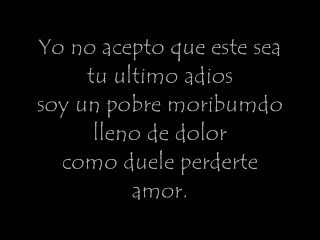 Yo no acepto que este sea
tu ultimo adios
soy un pobre moribumdo
lleno de dolor
como duele perderte
amor.